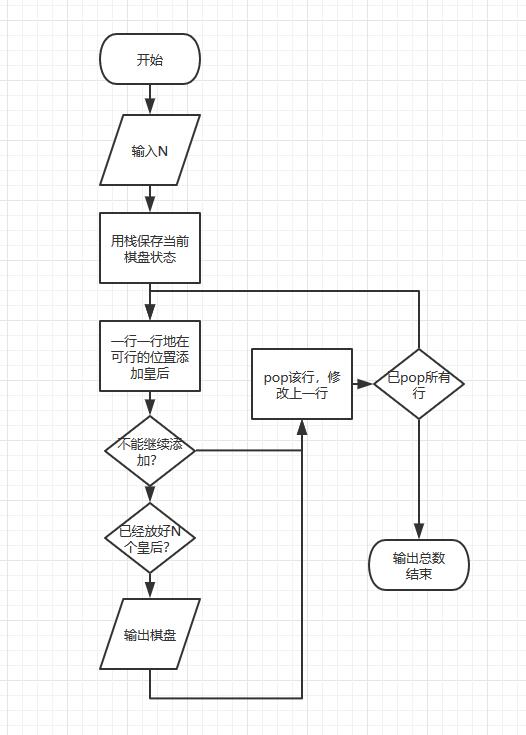 开始
输入N
用栈保存当前
棋盘状态
一行一行地在
可行的位置添
加皇后
pop该行，修
改上一行
已pop所有
行
不能继续添
加？
已经放好N
个皇后？
输出总数
结束
输出棋盘